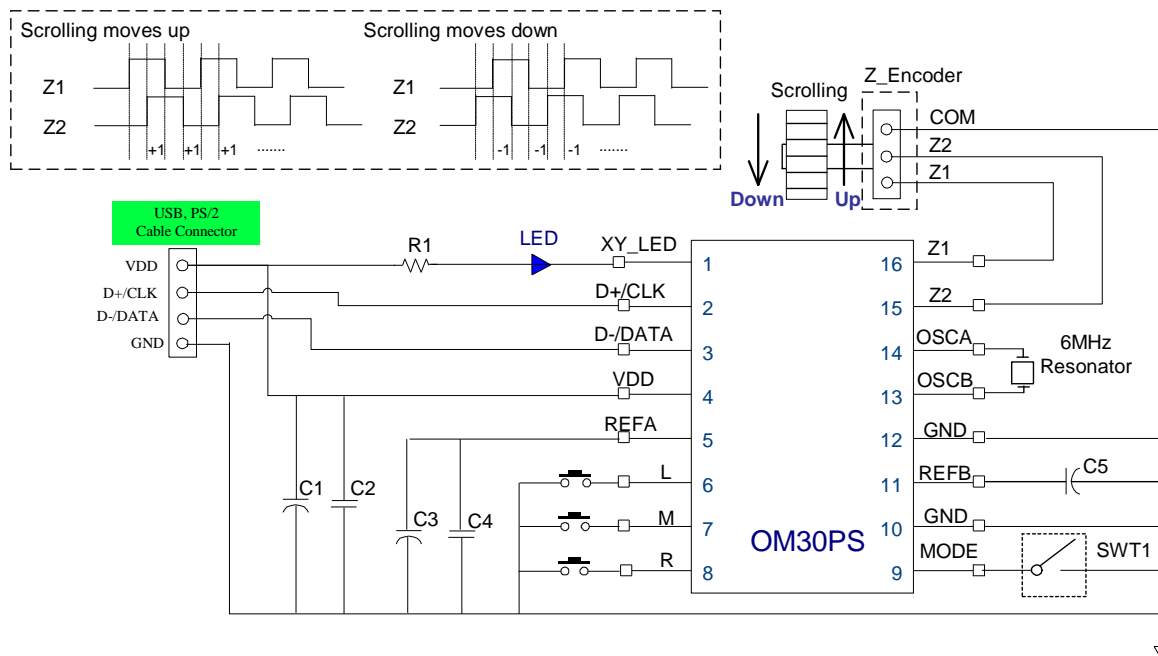 Scrolling moves up
Scrolling moves down
Z1
Z2
+1 +1 +1 .......
Z1
Z2
-1 -1 -1 .......
Z_Encoder
Scrolling
COM
Z2
Z1
Down
Up
USB, PS/2
Cable Connector
VDD
D+/CLK
D-/DATA
GND
R1
LED
XY_LED
D+/CLK
D-/DATA
VDD
REFA
L
M
R
C1
C2
C3
C4
1
2
3
4
5
6
7
8
OM30PS
16
15
14
13
12
11
10
9
Z1
Z2
OSCA
OSCB
GND
REFB
GND
MODE
6MHz
Resonator
C5
SWT1